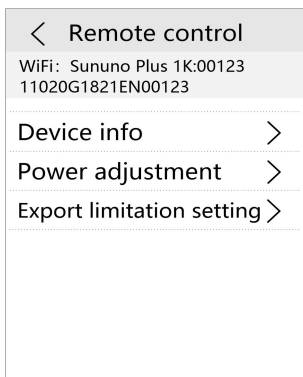 Remote control
WiFi: Sununo Plus 1K:00123
11020G1821EN00123
Device info
Power adjustment
Export limitation setting